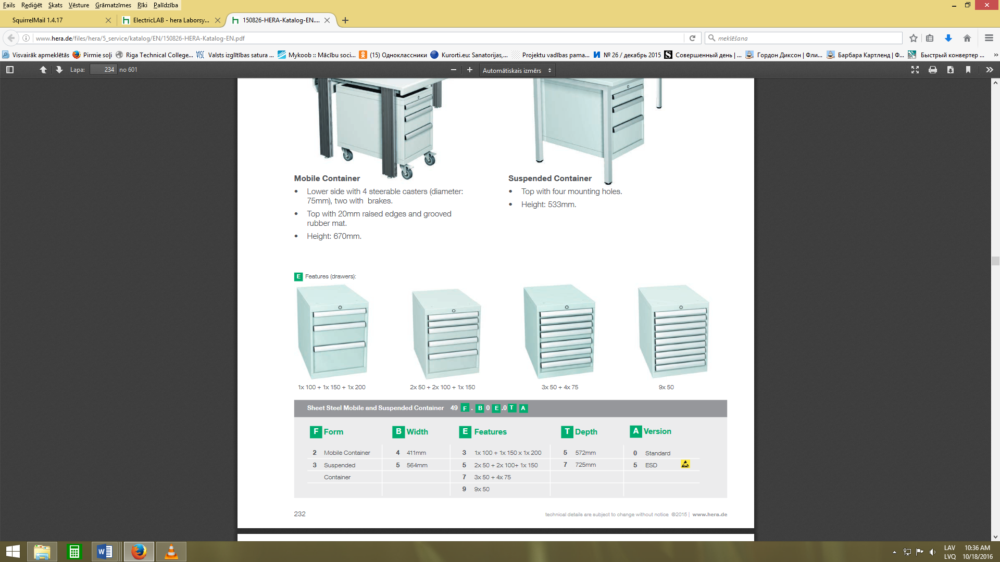 Fails Rediģēt Skats Vēsture Grāmatzīmes Rīki Palīdzība
SquirrelMail 1.4.17
ElectricLAB - hera Laborsy...
150826-HERA-Katalog-EN....
www.hera.de/files/hera/5_service/katalog/EN/150826-HERA-Katalog-EN.pdf
meklēšana
Visvairāk apmeklētās Pirmie soļi Riga Technical College... VISC Valsts izglītības satura ... Mykoob :: Mācību soci... (15) Одноклассники Kurorti.eu: Sanatorijas,... Projektu vadības pama... № 26 / декабрь 2015 Совершенный день | ... Гордон Диксон | Фли... Барбара Картленд | Ф... Быстрый конвертер ...
Lapa: 234 no 601
Automātiskais izmērs
Mobile Container
• Lower side with 4 steerable casters (diameter:
75mm), two with brakes.
• Top with 20mm raised edges and grooved
rubber mat.
• Height: 670mm.
Suspended Container
• Top with four mounting holes.
• Height: 533mm.
E Features (drawers):
1x 100 + 1x 150 + 1x 200
2x 50 + 2x 100 + 1x 150
3x 50 + 4x 75
9x 50
Sheet Steel Mobile and Suspended Container 49 F . B 0 E .0 T A
F Form B Width E Features T Depth A Version
2 Mobile Container 4 411mm 3 1x 100 + 1x 150 x 1x 200 5 572mm 0 Standard
3 Suspended 5 564mm 5 2x 50 + 2x 100+ 1x 150 7 725mm 5 ESD
Container 7 3x 50 + 4x 75
9 9x 50
232
technical details are subject to change without notice ©2015 | www.hera.de
LAV 10:36 AM
LVQ 10/18/2016